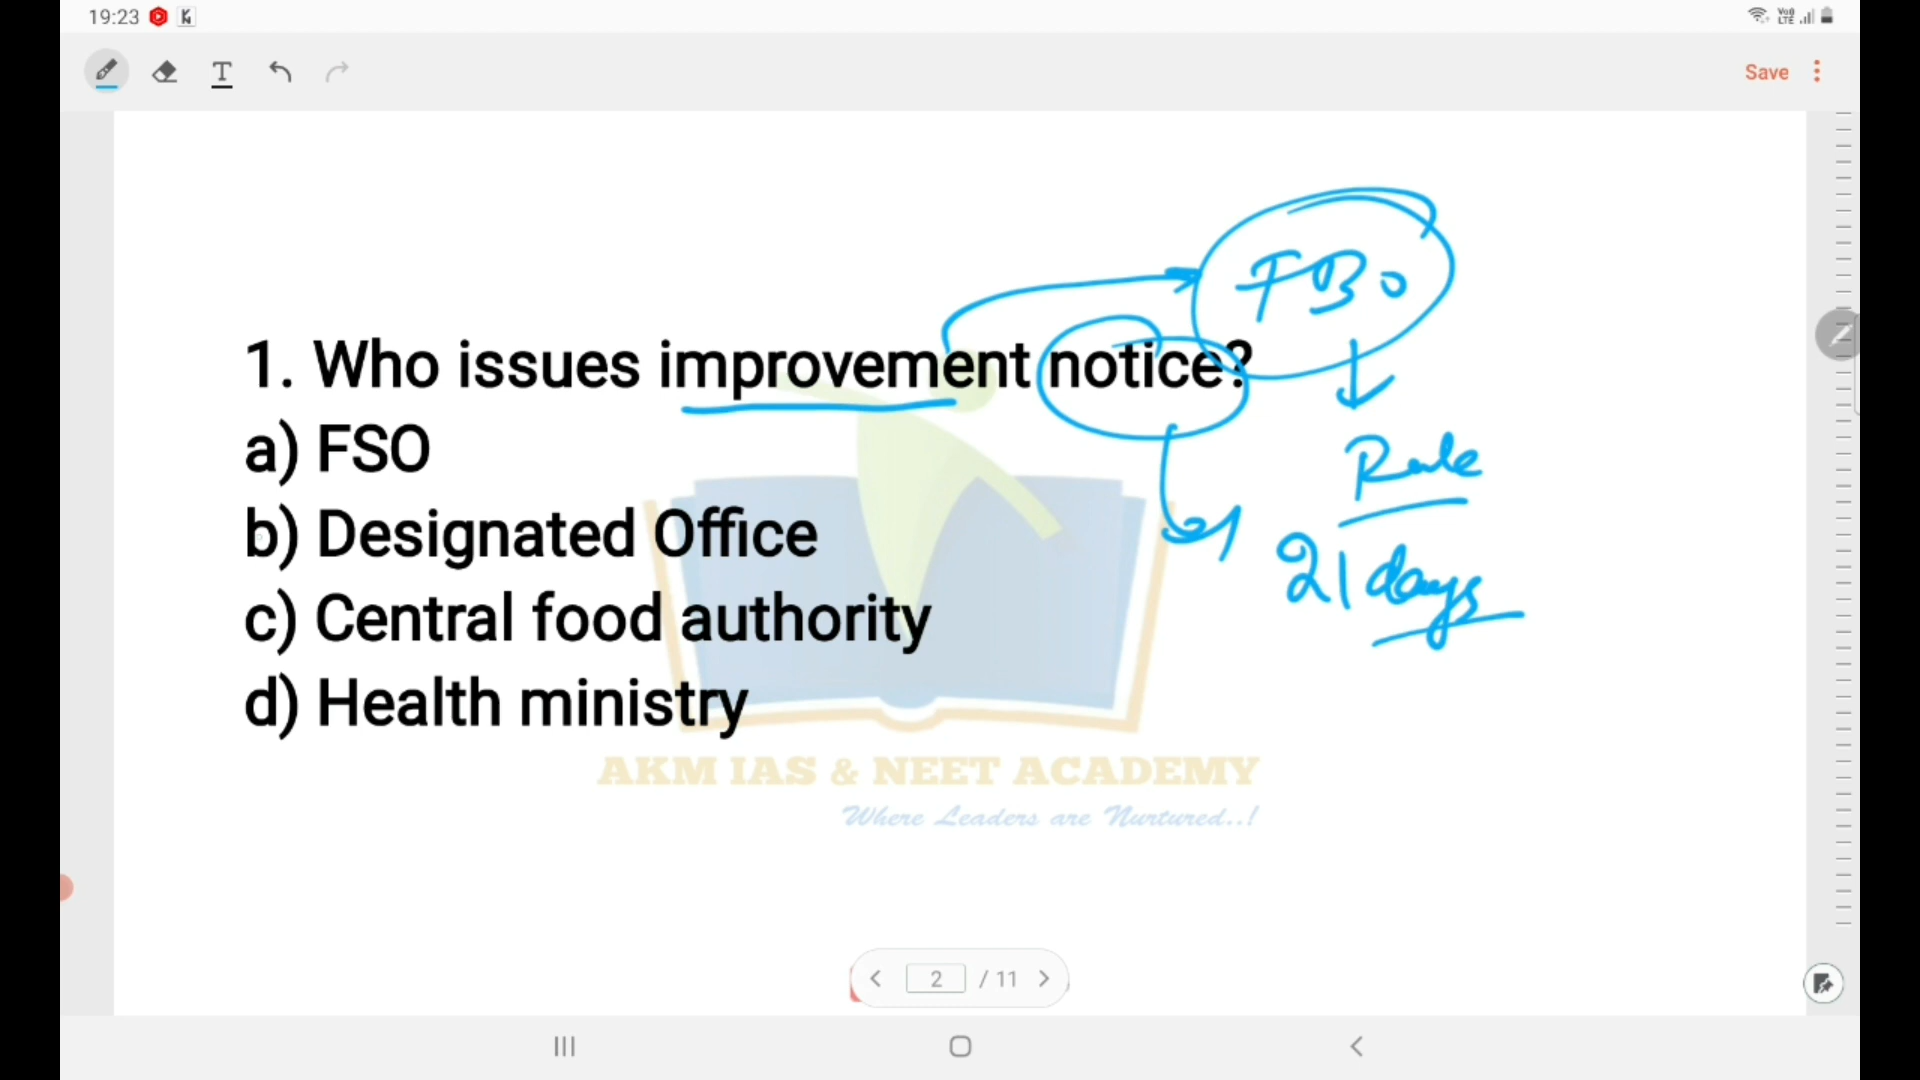 19:23
Save
FBO
1. Who issues improvement notice?
a) FSO
Rule
b) Designated Office
21 days
c) Central food authority
d) Health ministry
AKM IAS & NEET ACADEMY
Where Leaders are Nurtured..!
2 / 11